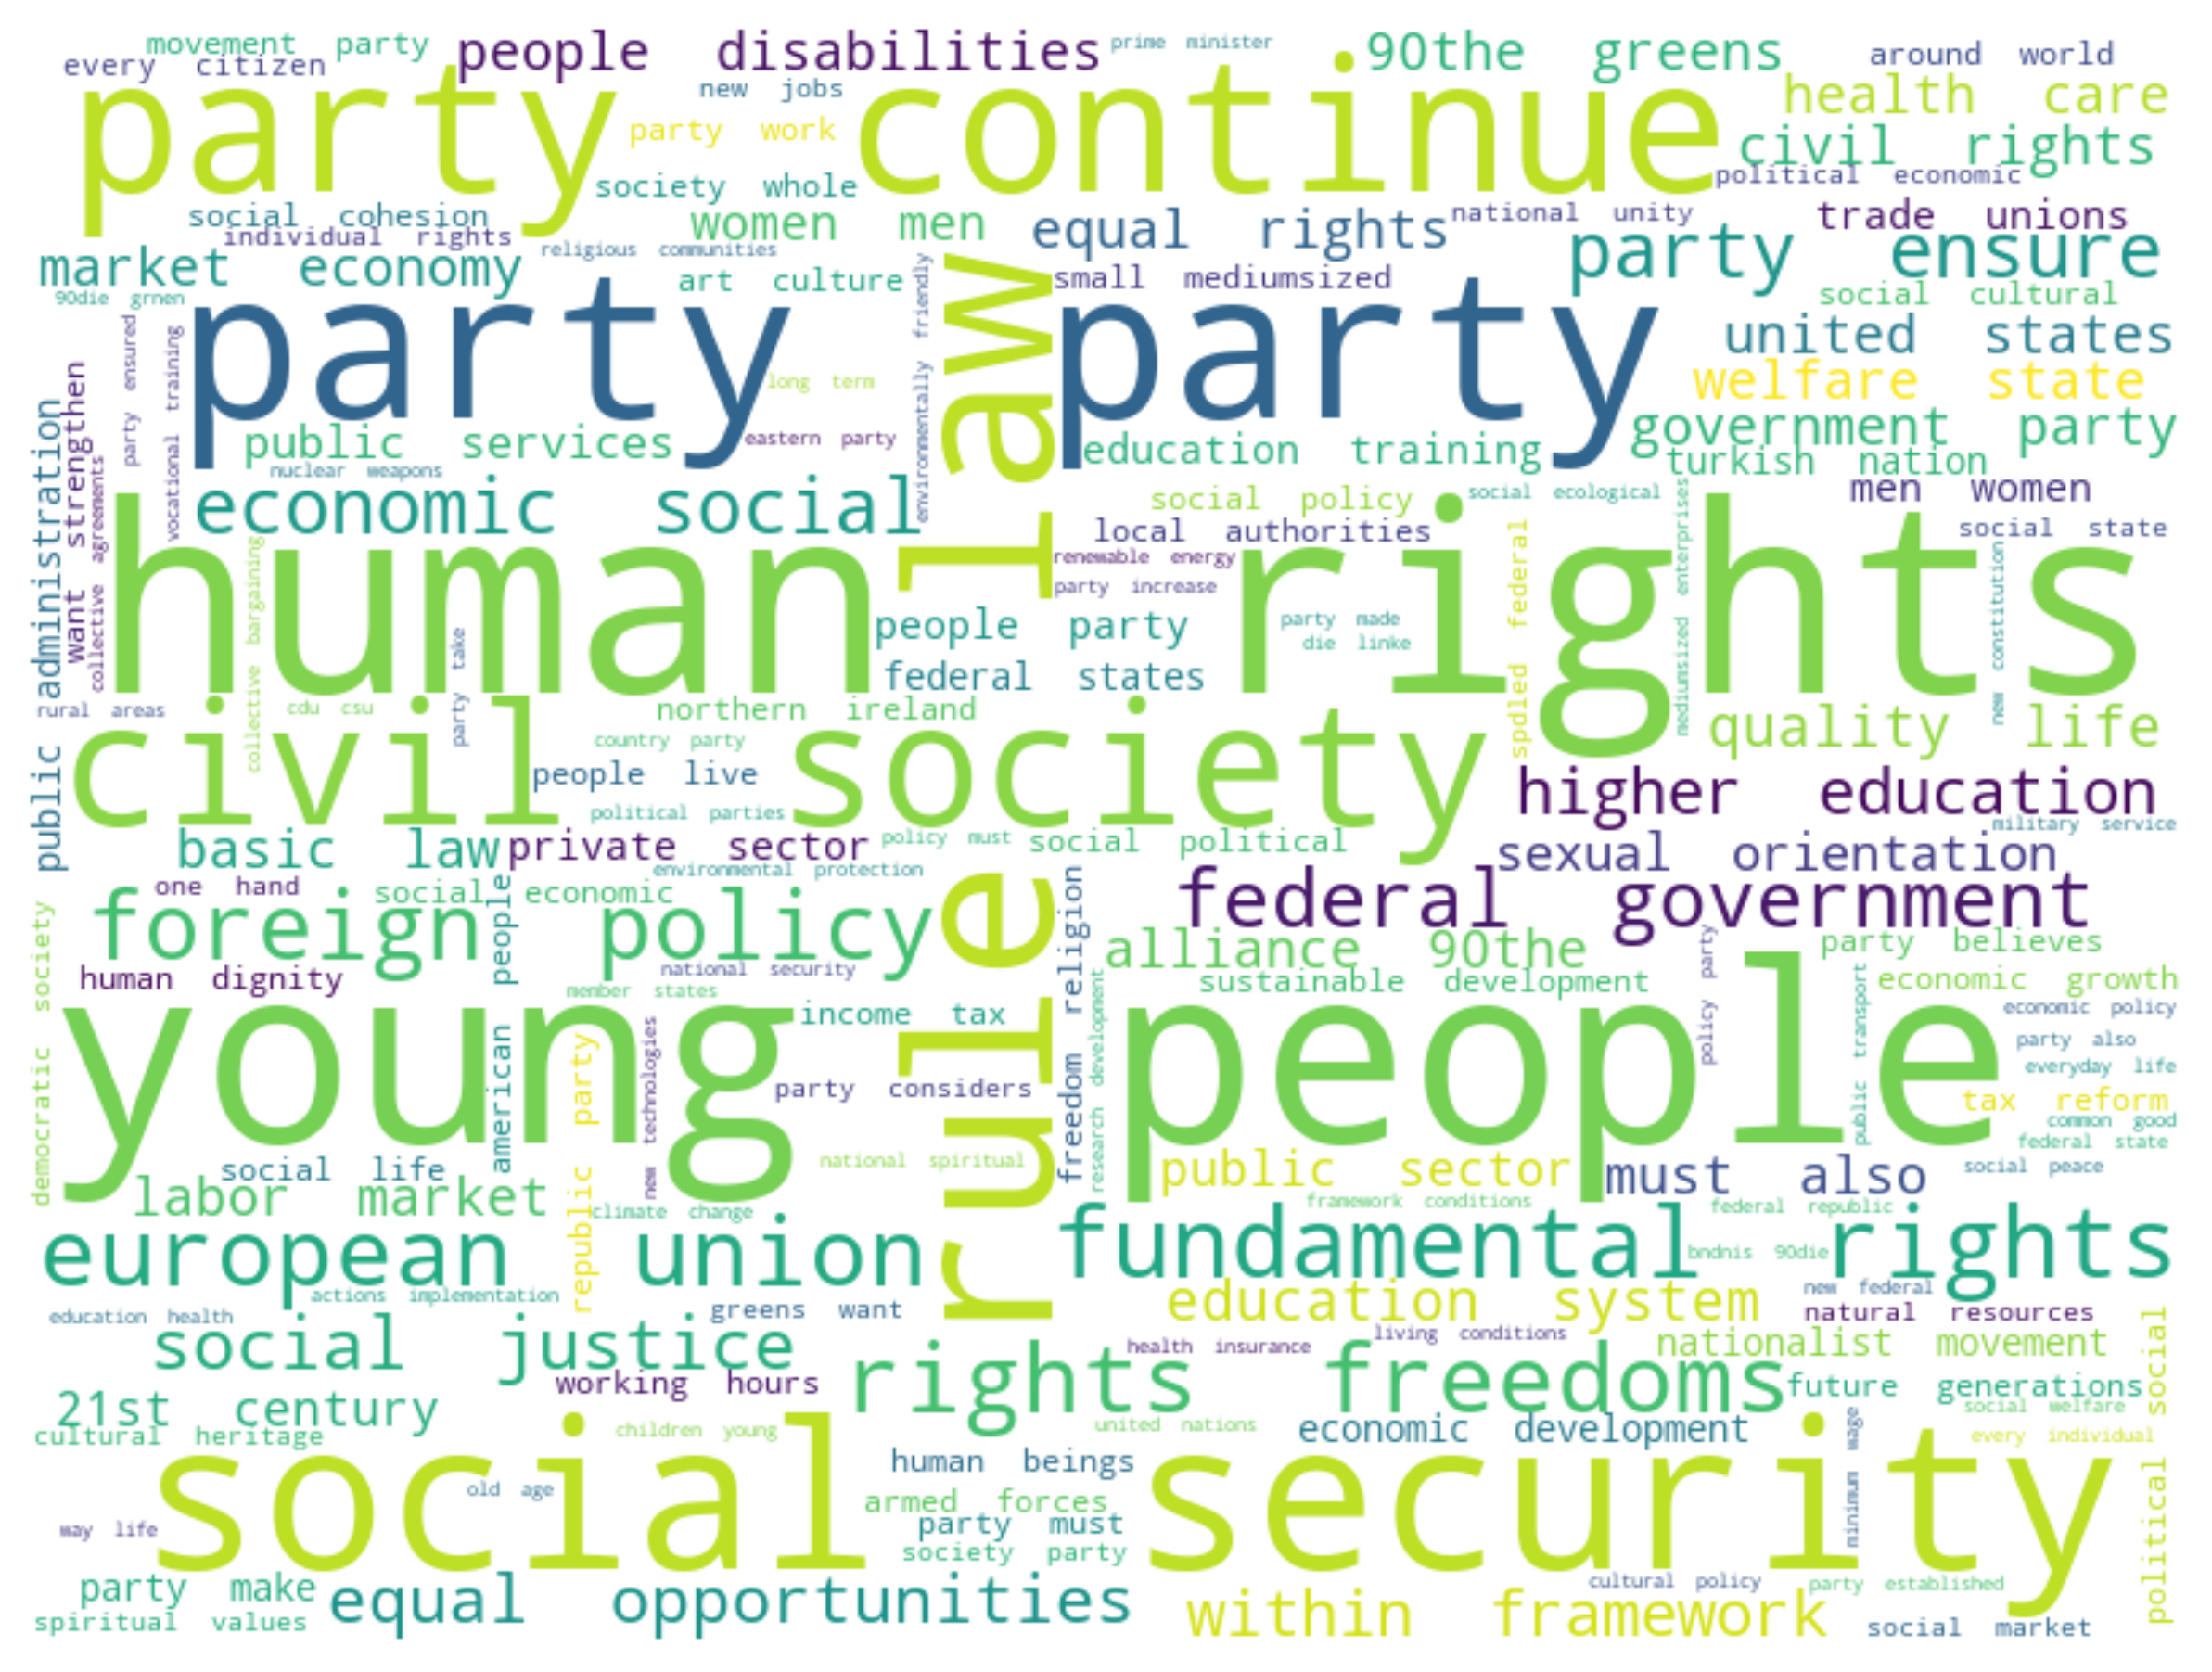 movement party
people disabilities
prime minister
90the greens
around world
every citizen
new jobs
health care
party continue
party work
civil rights
society whole
political economic
social cohesion
women men
equal rights
national unity
trade unions
individual rights
religious communities
party ensure
market economy
art culture
environmentally friendly
small mediumsized
90die grnen
social cultural
party party
rule law
united states
party ensured
vocational training
long term
welfare state
public services
eastern party
education training
government party
nuclear weapons
turkish nation
want strengthen
public administration
collective agreements
economic social
social policy
social ecological
men women
local authorities
social state
human rights
renewable energy
party increase
spdled federal
mediumsized enterprises
new constitution
collective bargaining
party take
people party
party made
die linke
federal states
rural areas
cdu csu
northern ireland
civil society
quality life
country party
people live
political parties
higher education
military service
basic law
private sector
policy must
social political
sexual orientation
environmental protection
one hand
social economic
federal government
foreign policy
american people
freedom religion
democratic society
alliance 90the
party believes
policy party
human dignity
national security
sustainable development
economic growth
member states
research development
public transport
young people
income tax
economic policy
republic party
new technologies
party also
everyday life
party considers
tax reform
common good
federal state
social life
national spiritual
public sector
must also
social peace
labor market
climate change
framework conditions
federal republic
european union
fundamental rights
bndnis 90die
actions implementation
new federal
education health
greens want
education system
natural resources
social justice
health insurance
living conditions
nationalist movement
working hours
rights freedoms
future generations
political social
21st century
social welfare
cultural heritage
children young
united nations
economic development
every individual
minimum wage
social security
human beings
old age
armed forces
way life
party must
society party
party make
equal opportunities
cultural policy
party established
spiritual values
within framework
social market